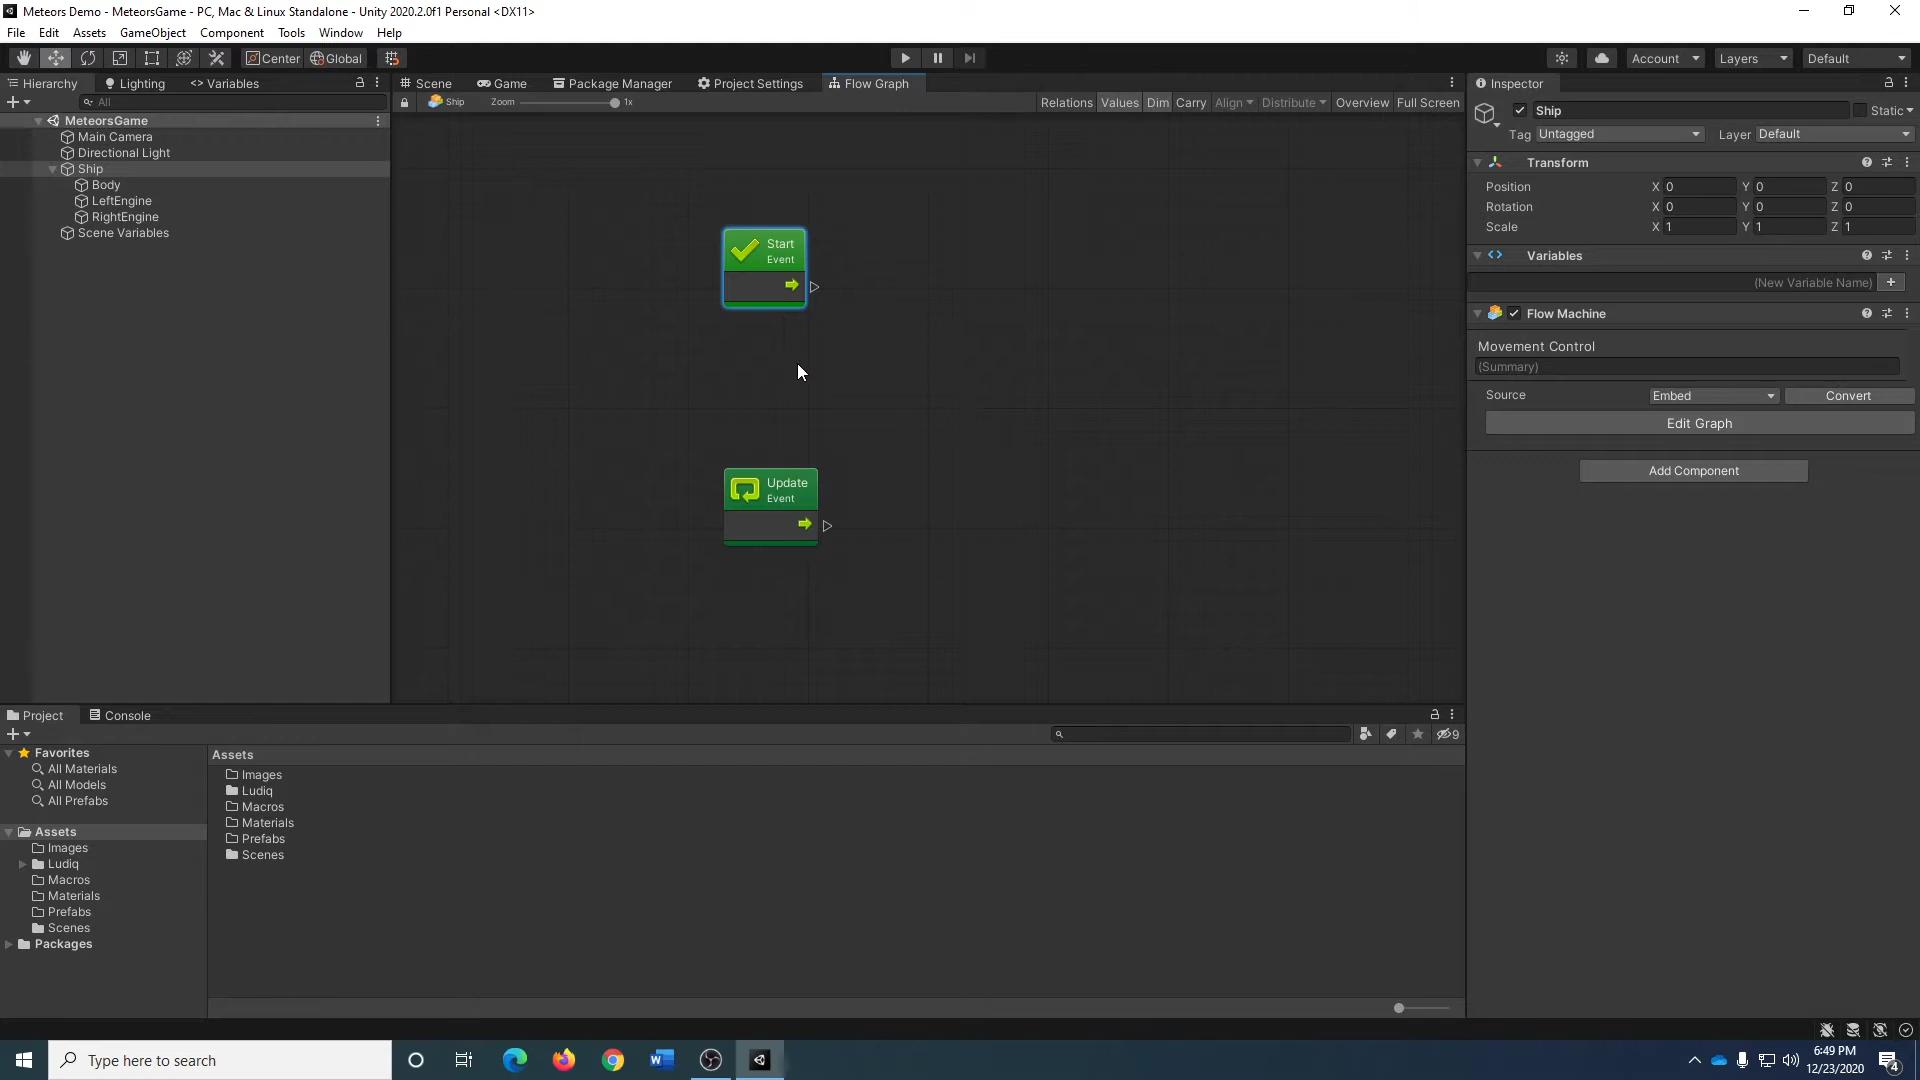 Meteors Demo - MeteorsGame - PC, Mac & Linux Standalone - Unity 2020.2.0f1 Personal <DX11>
File Edit Assets GameObject Component Tools Window Help
Center Global Account Layers Default
Hierarchy Lighting <> Variables
All
MeteorsGame
Main Camera
Directional Light
Ship
Body
LeftEngine
RightEngine
Scene Variables
Scene Game Package Manager Project Settings Flow Graph
Ship Zoom 1x Relations Values Dim Carry Align Distribute Overview Full Screen
Start
Event
Update
Event
Inspector
Ship Static
Tag Untagged Layer Default
Transform
Position X 0 Y 0 Z 0
Rotation X 0 Y 0 Z 0
Scale X 1 Y 1 Z 1
Variables
(New Variable Name) +
Flow Machine
Movement Control
(Summary)
Source Embed Convert
Edit Graph
Add Component
Project Console
9
Favorites
All Materials
All Models
All Prefabs
Assets
Images
Ludiq
Macros
Materials
Prefabs
Scenes
Packages
Assets
Images
Ludiq
Macros
Materials
Prefabs
Scenes
Type here to search
6:49 PM
12/23/2020
4